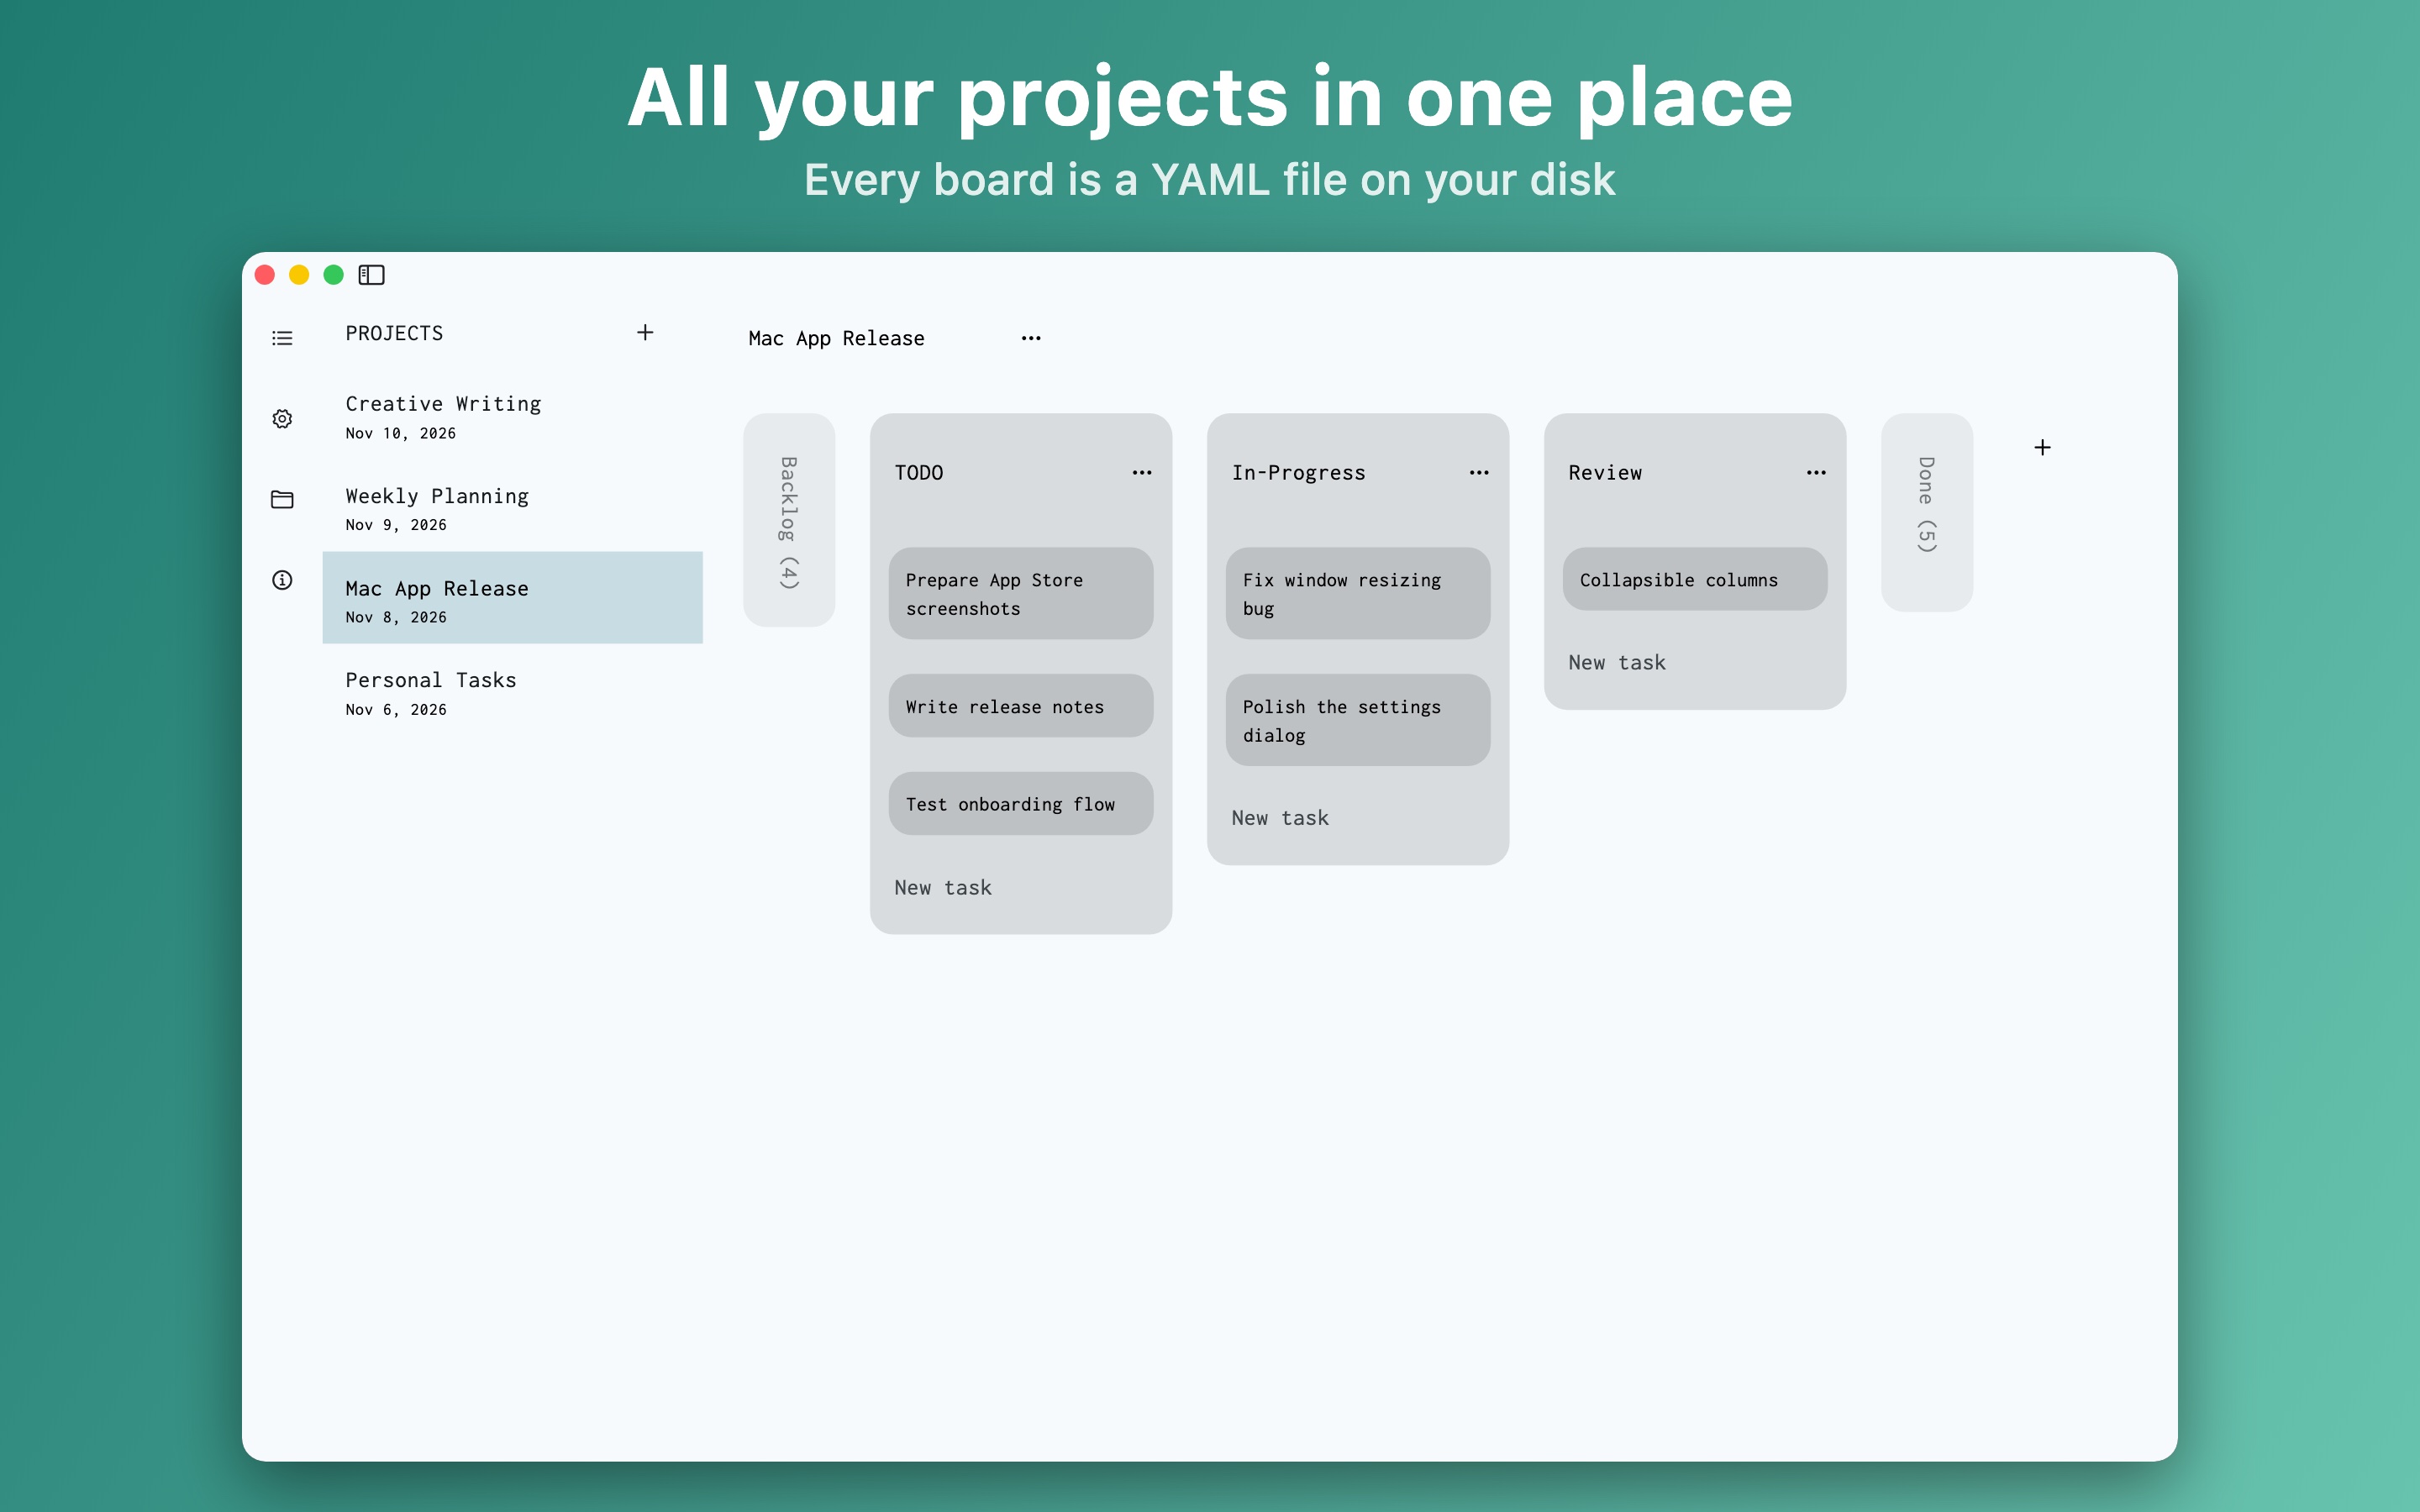 All your projects in one place
Every board is a YAML file on your disk
PROJECTS
Creative Writing
Nov 10, 2026
Weekly Planning
Nov 9, 2026
Mac App Release
Nov 8, 2026
Personal Tasks
Nov 6, 2026
Mac App Release
Backlog (4)
TODO
Prepare App Store
screenshots
Write release notes
Test onboarding flow
New task
In-Progress
Fix window resizing
bug
Polish the settings
dialog
New task
Review
Collapsible columns
New task
Done (5)